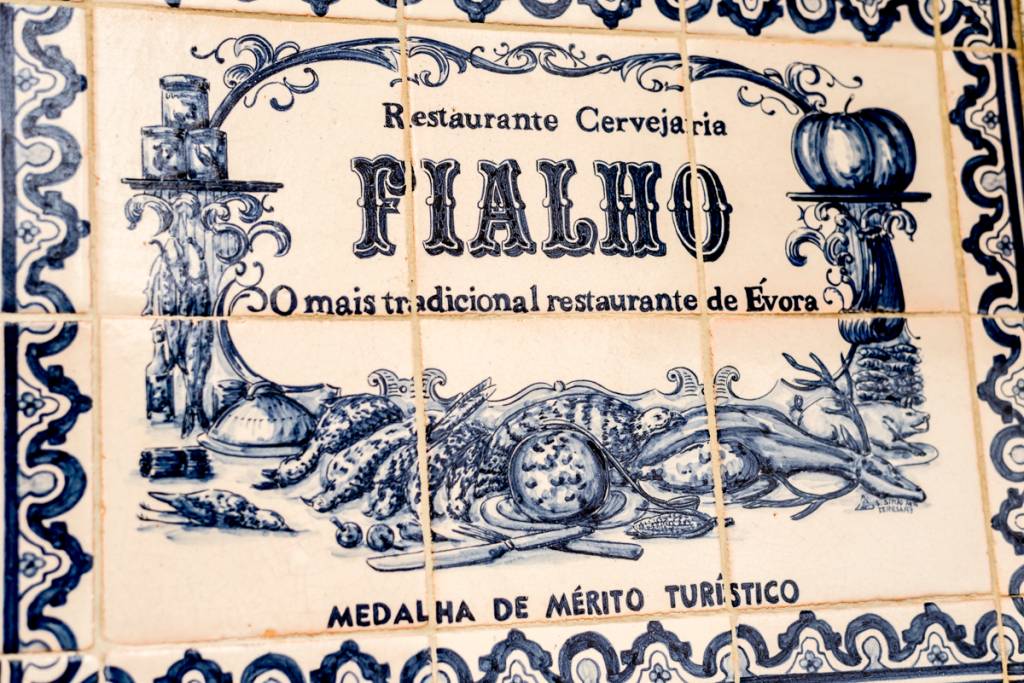 Restaurante Cervejaria
FIALHO
O mais tradicional restaurante de Évora
MEDALHA DE MÉRITO TURÍSTICO